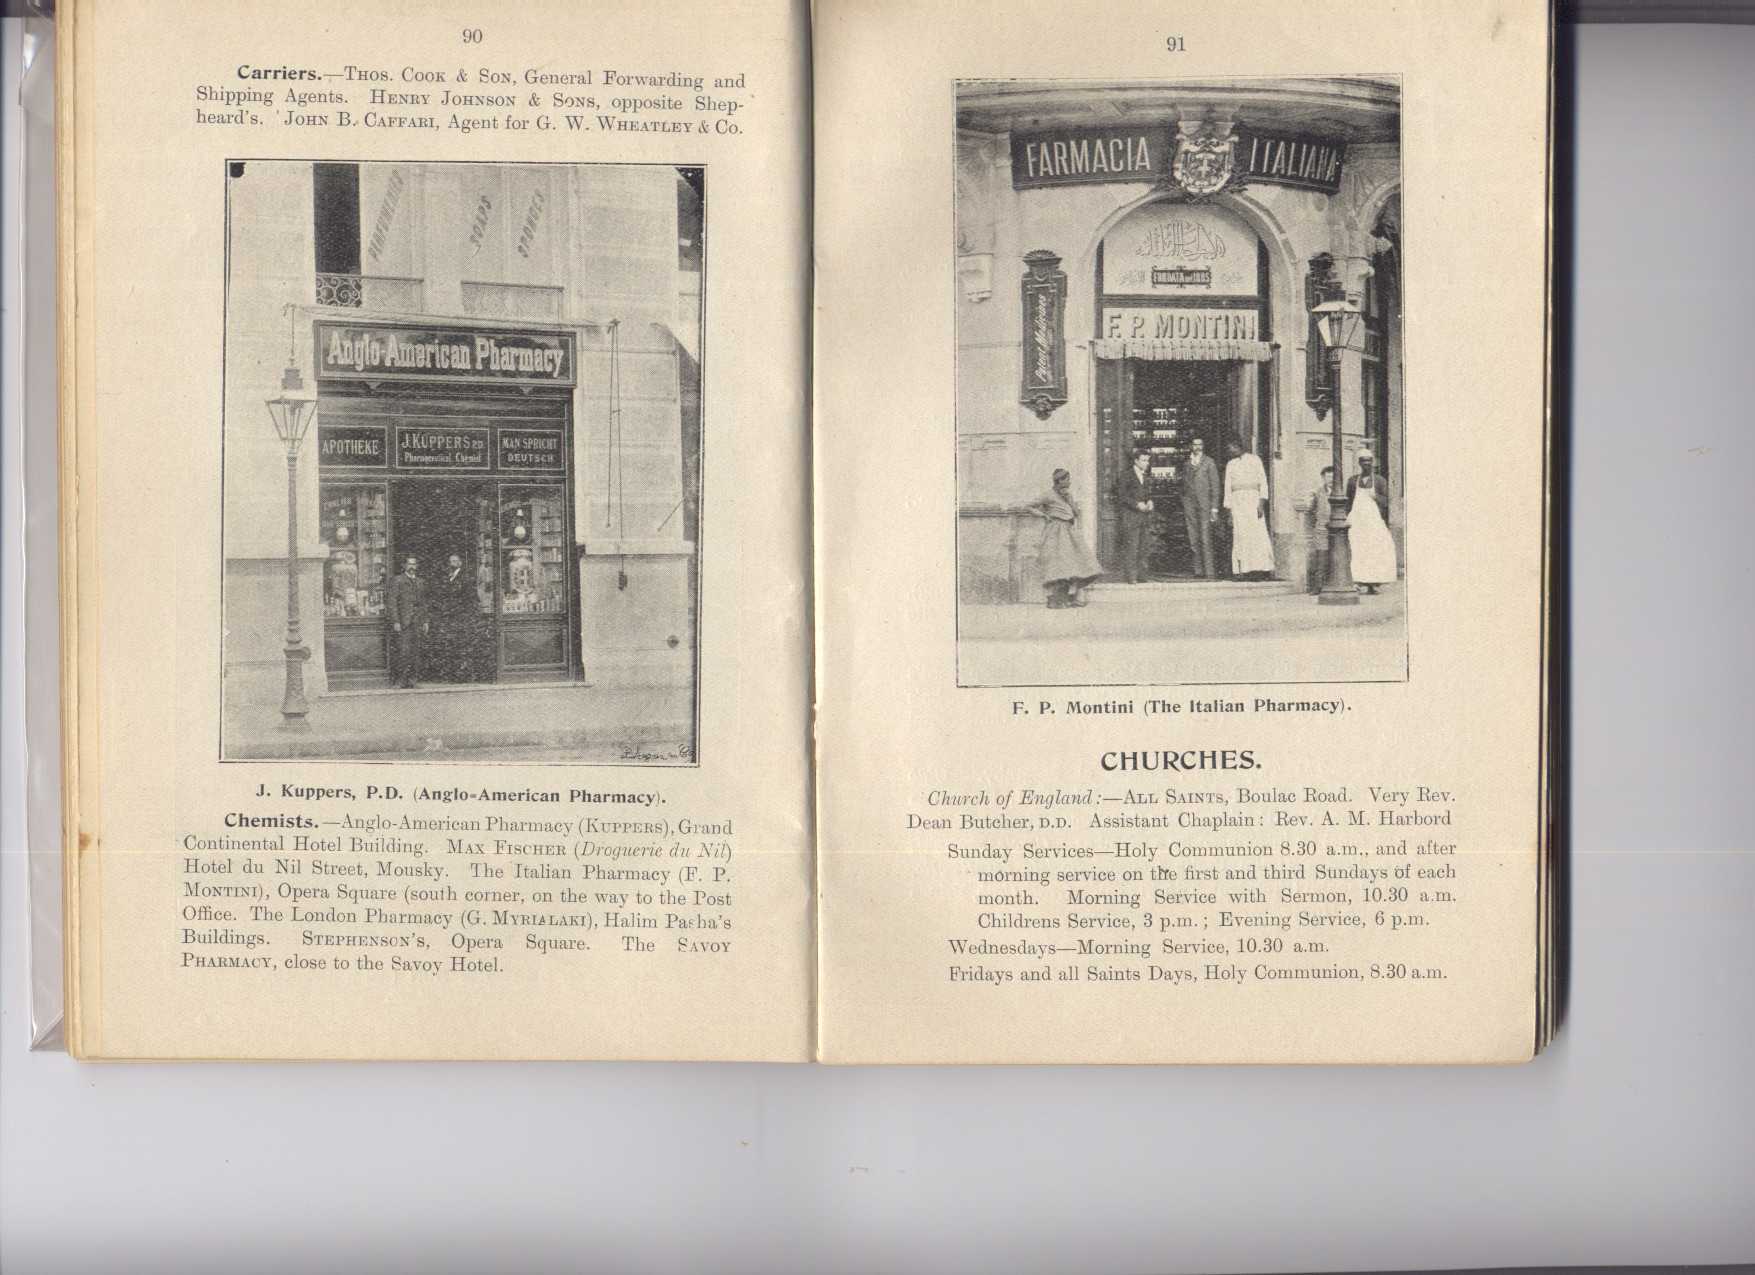 90
Carriers.—Thos. Cook & Son, General Forwarding and
Shipping Agents. Henry Johnson & Sons, opposite Shep-
heard's. John B. Caffari, Agent for G. W. Wheatley & Co.
PERFUMERIES
SOAPS
SPONGES
Anglo-American Pharmacy
APOTHEKE
J. KÜPPERS P.D.
Pharmaceutical Chemist
MAN SPRICHT
DEUTSCH
J. Kuppers, P.D. (Anglo-American Pharmacy).
Chemists.—Anglo-American Pharmacy (Kuppers), Grand
Continental Hotel Building. Max Fischer (Droguerie du Nil)
Hotel du Nil Street, Mousky. The Italian Pharmacy (F. P.
Montini), Opera Square (south corner, on the way to the Post
Office. The London Pharmacy (G. Myrialaki), Halim Pasha's
Buildings. Stephenson's, Opera Square. The Savoy
Pharmacy, close to the Savoy Hotel.
91
FARMACIA ITALIANA
F. P. MONTINI
Patent Medicines
F. P. Montini (The Italian Pharmacy).
CHURCHES.
Church of England:—All Saints, Boulac Road. Very Rev.
Dean Butcher, D.D. Assistant Chaplain: Rev. A. M. Harbord
Sunday Services—Holy Communion 8.30 a.m., and after
morning service on the first and third Sundays of each
month. Morning Service with Sermon, 10.30 a.m.
Childrens Service, 3 p.m.; Evening Service, 6 p.m.
Wednesdays—Morning Service, 10.30 a.m.
Fridays and all Saints Days, Holy Communion, 8.30 a.m.